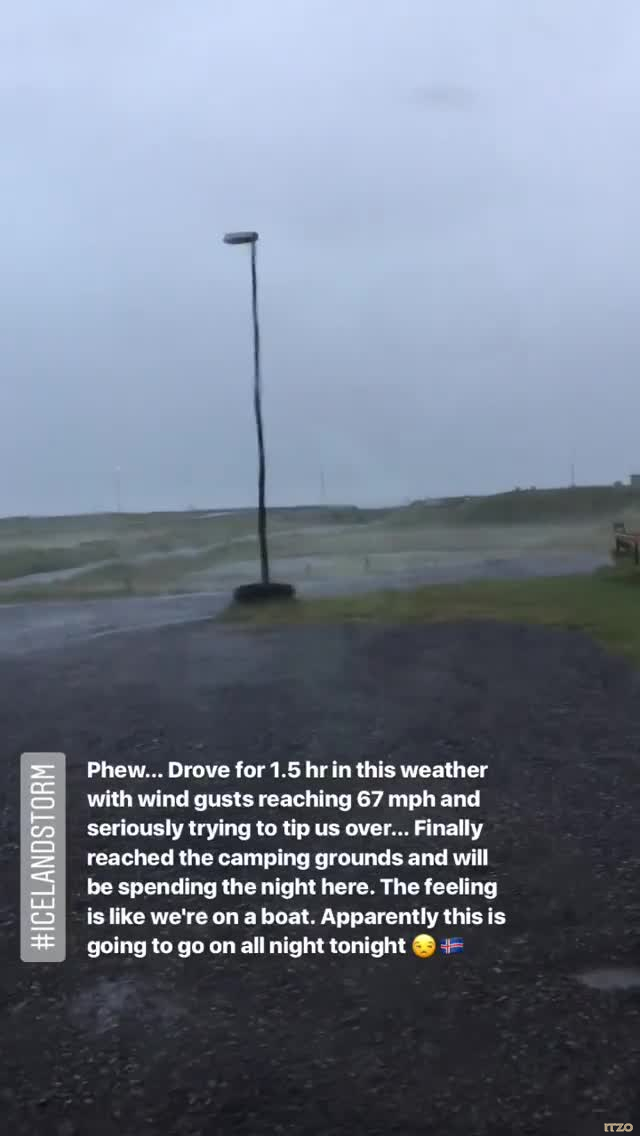 Phew... Drove for 1.5 hr in this weather
with wind gusts reaching 67 mph and
seriously trying to tip us over... Finally
reached the camping grounds and will
be spending the night here. The feeling
is like we're on a boat. Apparently this is
going to go on all night tonight 😒🇮🇸
#ICELANDSTORM
ITZO